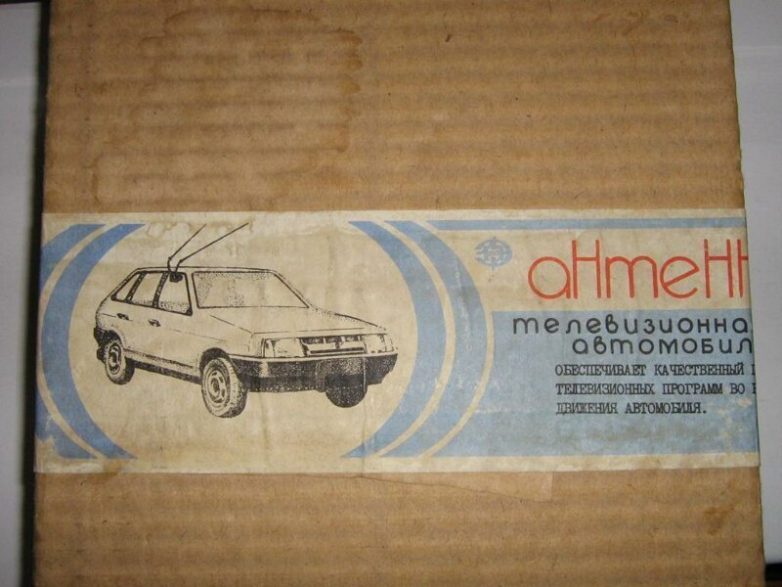 аНтеНН
телевизионна
автомобил
ОБЕСПЕЧИВАЕТ КАЧЕСТВЕННЫЙ
ТЕЛЕВИЗИОННЫХ ПРОГРАММ ВО
ДВИЖЕНИЯ АВТОМОБИЛЯ.